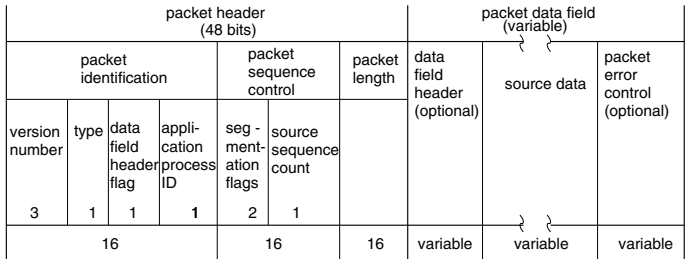 packet header
(48 bits)
packet data field
(variable)
packet
identification
packet
sequence
control
packet
length
data
field
header
(optional)
source data
packet
error
control
(optional)
version
number
type
data
field
header
flag
appli-
cation
process
ID
seg -
ment-
ation
flags
source
sequence
count
3
1
1
1
2
1
16
16
16
variable
variable
variable